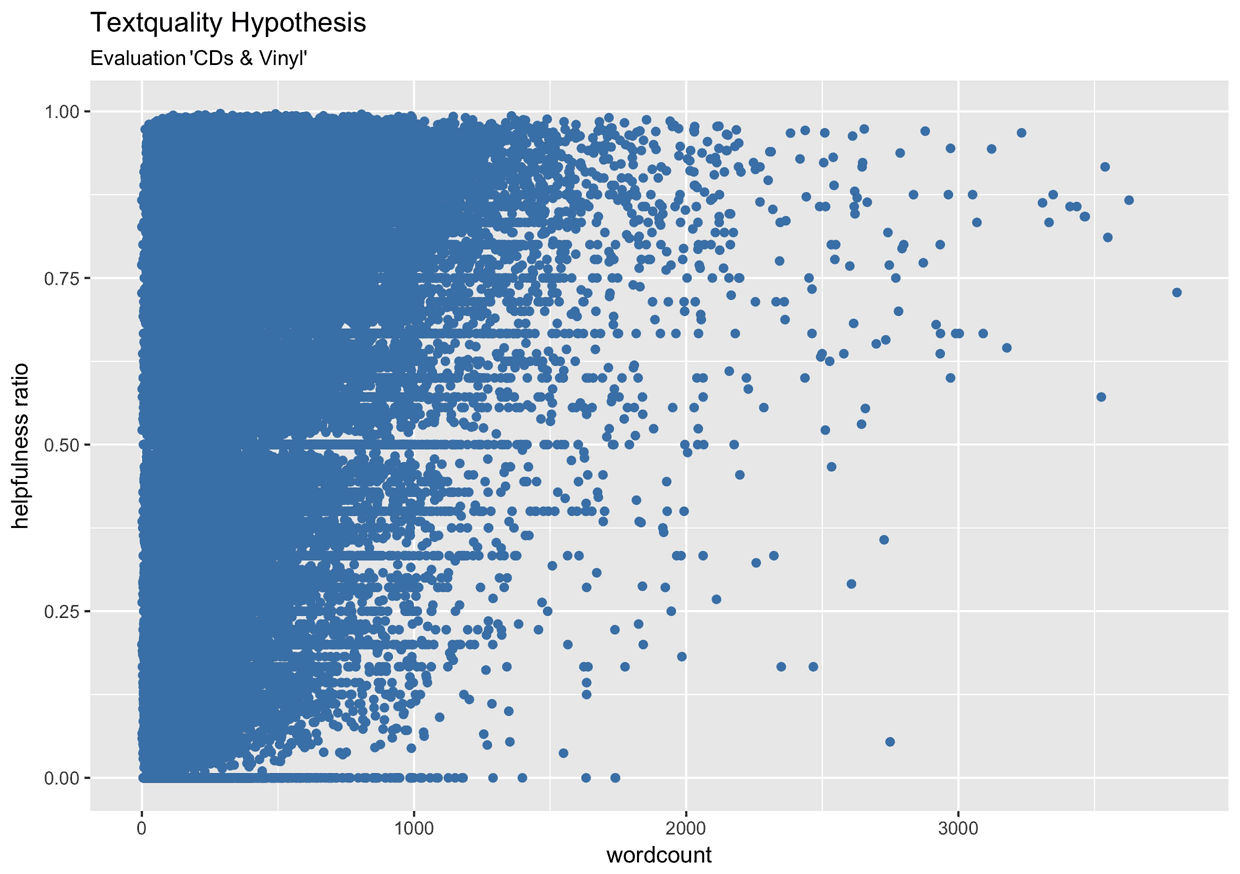 Textquality Hypothesis
Evaluation 'CDs & Vinyl'
1.00
0.75
0.50
0.25
0.00
helpfulness ratio
0 1000 2000 3000
wordcount